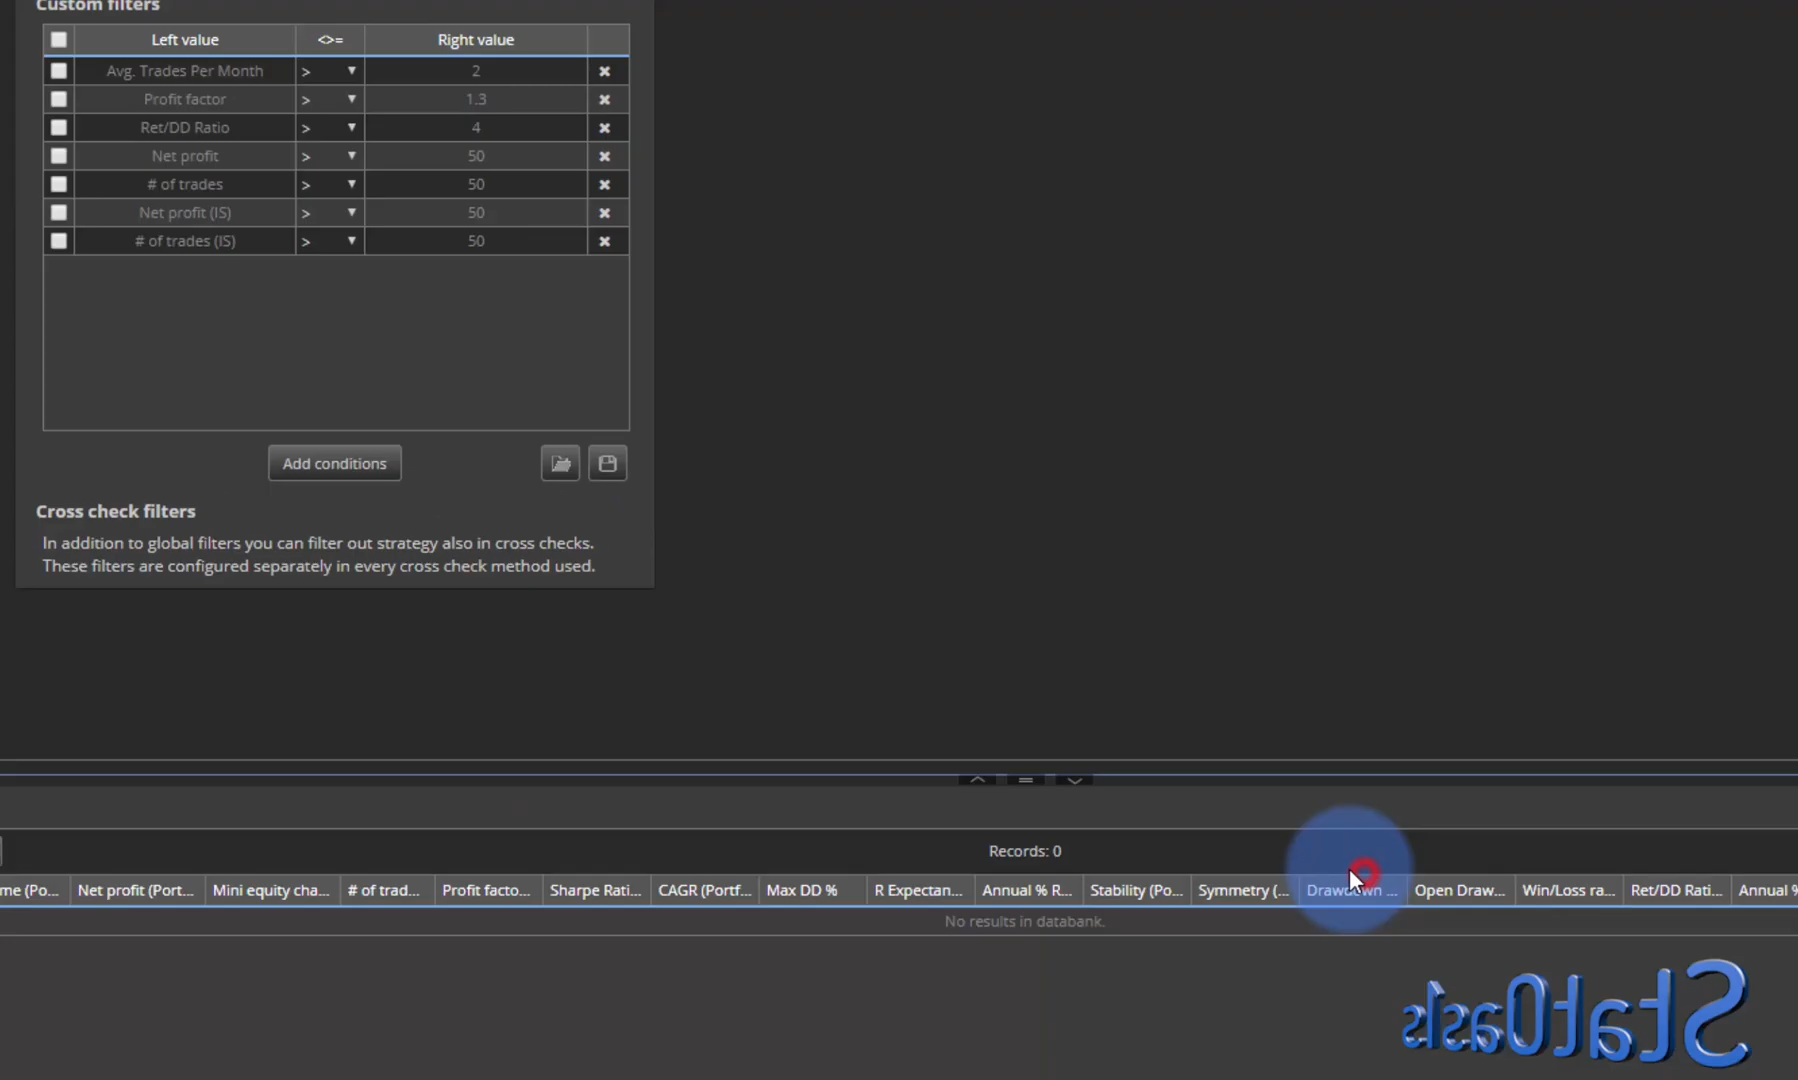 Custom filters
Left value <>= Right value
Avg. Trades Per Month > 2
Profit factor > 1.3
Ret/DD Ratio > 4
Net profit > 50
# of trades > 50
Net profit (IS) > 50
# of trades (IS) > 50
Add conditions
Cross check filters
In addition to global filters you can filter out strategy also in cross checks.
These filters are configured separately in every cross check method used.
Records: 0
me (Po... Net profit (Port... Mini equity cha... # of trad... Profit facto... Sharpe Rati... CAGR (Portf... Max DD % R Expectan... Annual % R... Stability (Po... Symmetry (... Drawdown ... Open Draw... Win/Loss ra... Ret/DD Rati... Annual %
No results in databank.
StatOasis